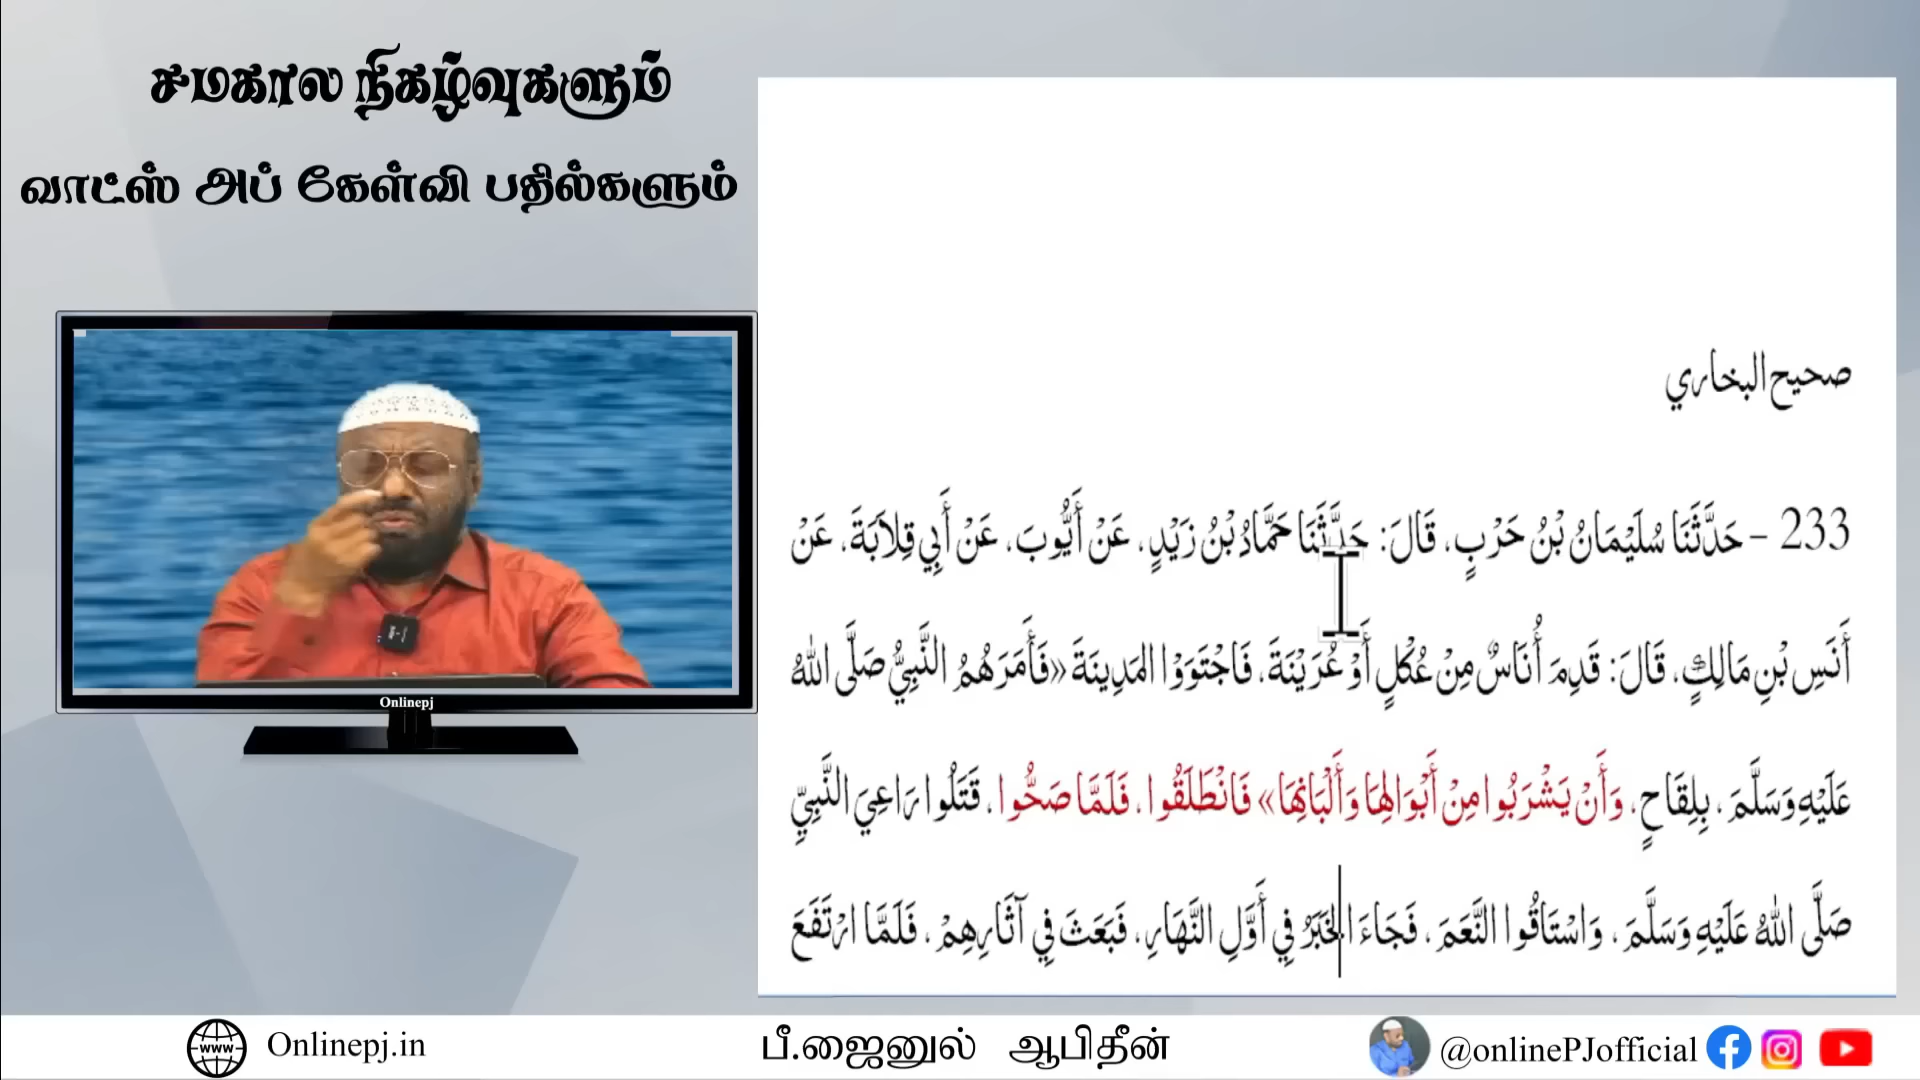 சமகால நிகழ்வுகளும்
வாட்ஸ் அப் கேள்வி பதில்களும்
Onlinepj
صحيح البخاري
233 - حَدَّثَنَا سُلَيْمَانُ بْنُ حَرْبٍ، قَالَ: حَدَّثَنَا حَمَّادُ بْنُ زَيْدٍ، عَنْ أَيُّوبَ، عَنْ أَبِي قِلاَبَةَ، عَنْ
أَنَسِ بْنِ مَالِكٍ، قَالَ: قَدِمَ أُنَاسٌ مِنْ عُكْلٍ أَوْ عُرَيْنَةَ، فَاجْتَوَوْا المَدِينَةَ «فَأَمَرَهُمُ النَّبِيُّ صَلَّى اللهُ
عَلَيْهِ وَسَلَّمَ، بِلِقَاحٍ، وَأَنْ يَشْرَبُوا مِنْ أَبْوَالِهَا وَأَلْبَانِهَا» فَانْطَلَقُوا، فَلَمَّا صَحُّوا، قَتَلُوا رَاعِيَ النَّبِيِّ
صَلَّى اللهُ عَلَيْهِ وَسَلَّمَ، وَاسْتَاقُوا النَّعَمَ، فَجَاءَ الخَبَرُ فِي أَوَّلِ النَّهَارِ، فَبَعَثَ فِي آثَارِهِمْ، فَلَمَّا ارْتَفَعَ
www Onlinepj.in பீ.ஜைனுல் ஆபிதீன் @onlinePJofficial